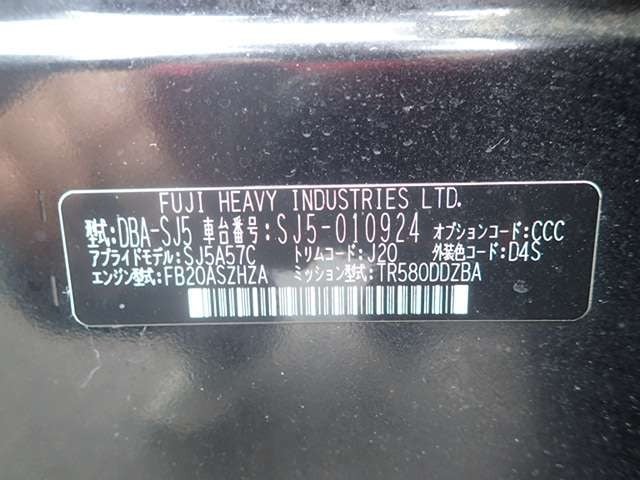 FUJI HEAVY INDUSTRIES LTD.
型式:DBA-SJ5 車台番号:SJ5-010924 オプションコード:CCC
アプライドモデル:SJ5A57C トリムコード:J20 外装色コード:D4S
エンジン型式:FB20ASZHZA ミッション型式:TR580DDZBA